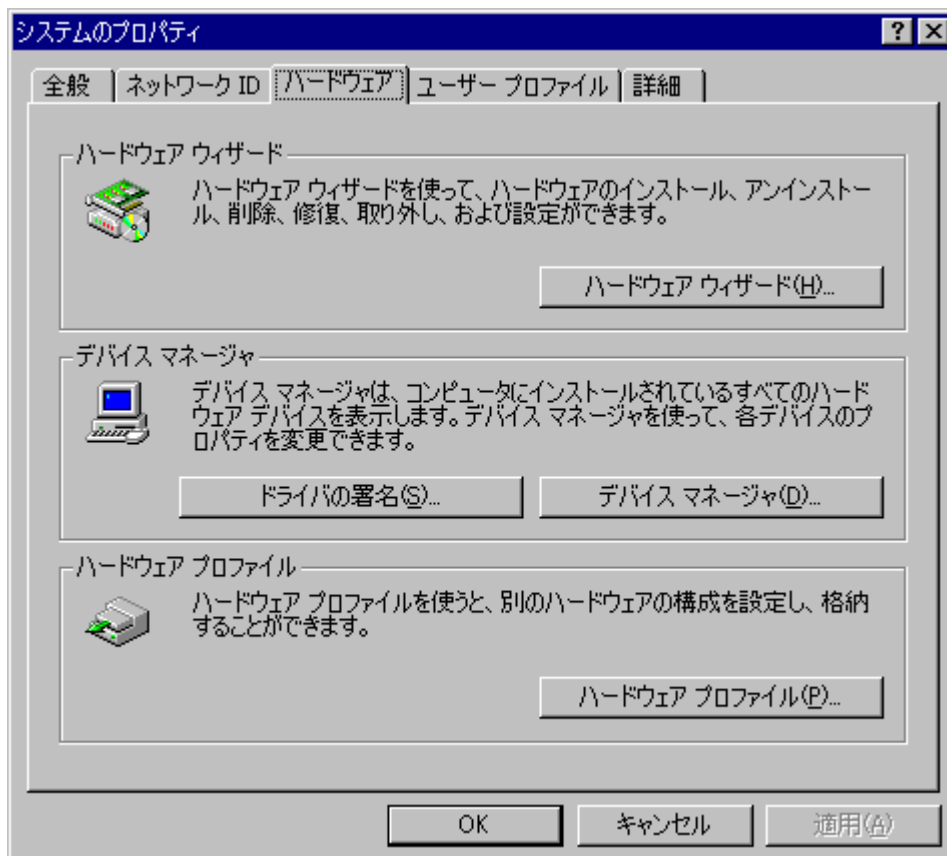 システムのプロパティ
全般 ネットワーク ID ハードウェア ユーザー プロファイル 詳細
ハードウェア ウィザード
ハードウェア ウィザードを使って、ハードウェアのインストール、アンインストー
ル、削除、修復、取り外し、および設定ができます。
ハードウェア ウィザード(H)...
デバイス マネージャ
デバイス マネージャは、コンピュータにインストールされているすべてのハード
ウェア デバイスを表示します。デバイス マネージャを使って、各デバイスのプ
ロパティを変更できます。
ドライバの署名(S)... デバイス マネージャ(D)...
ハードウェア プロファイル
ハードウェア プロファイルを使うと、別のハードウェアの構成を設定し、格納
することができます。
ハードウェア プロファイル(P)...
OK キャンセル 適用(A)